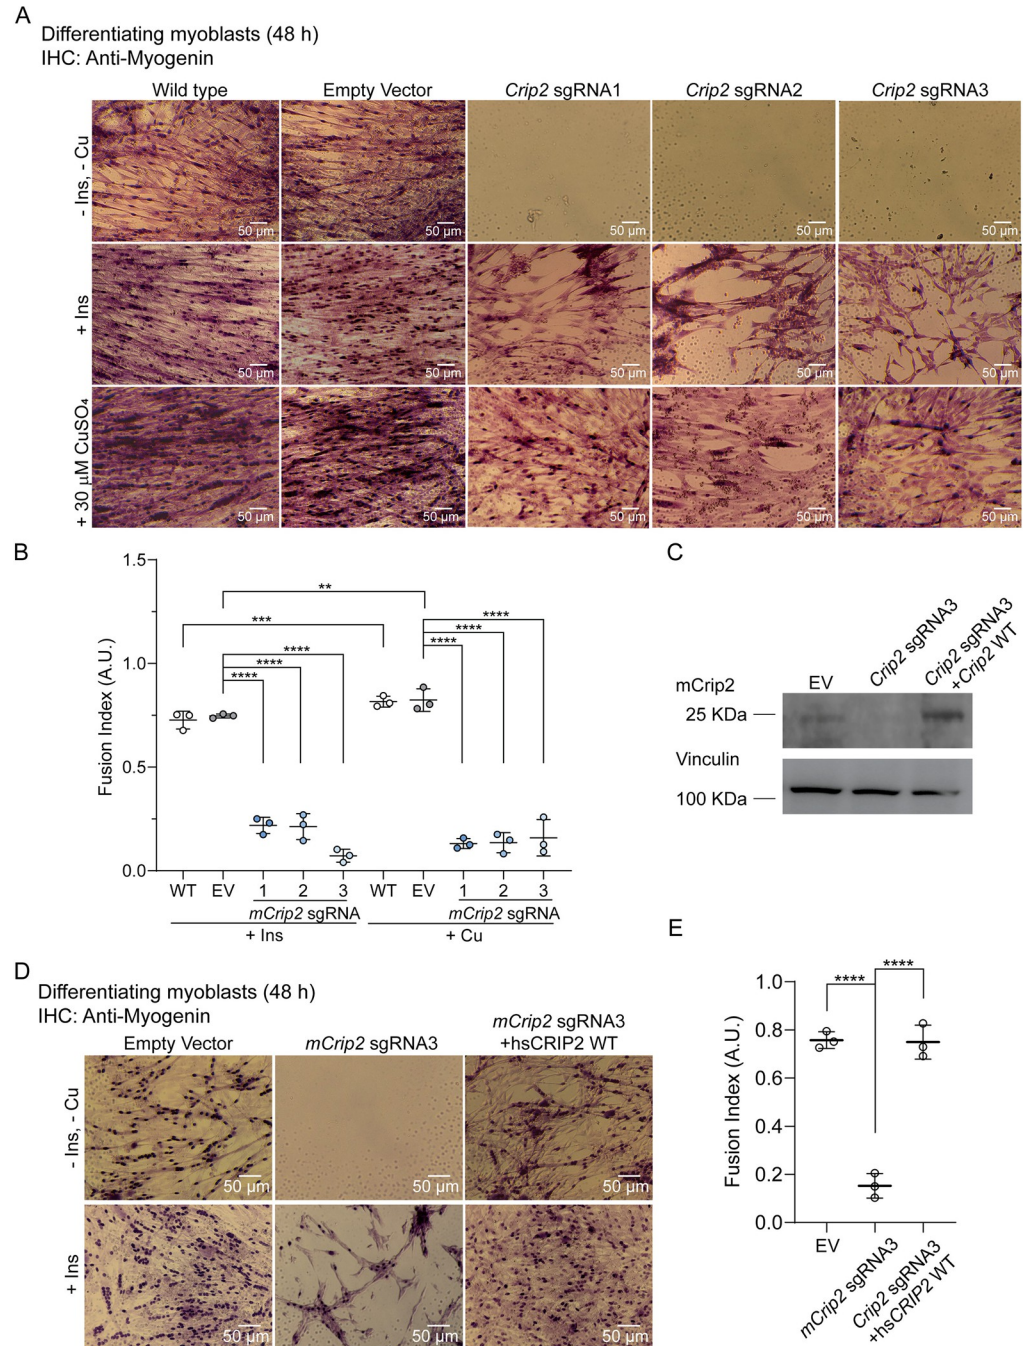 A
Differentiating myoblasts (48 h)
IHC: Anti-Myogenin
Wild type Empty Vector Crip2 sgRNA1 Crip2 sgRNA2 Crip2 sgRNA3
- Ins, - Cu
50 µm 50 µm 50 µm 50 µm 50 µm
+ Ins
50 µm 50 µm 50 µm 50 µm 50 µm
+ 30 µM CuSO₄
50 µm 50 µm 50 µm 50 µm 50 µm
B
Fusion Index (A.U.)
1.5
1.0
0.5
0.0
**
***
****
****
****
****
****
****
WT EV 1 2 3 WT EV 1 2 3
mCrip2 sgRNA mCrip2 sgRNA
+ Ins + Cu
C
EV Crip2 sgRNA3 Crip2 sgRNA3
+Crip2 WT
mCrip2
25 KDa
Vinculin
100 KDa
D
Differentiating myoblasts (48 h)
IHC: Anti-Myogenin
Empty Vector mCrip2 sgRNA3 mCrip2 sgRNA3
+hsCRIP2 WT
- Ins, - Cu
50 µm 50 µm 50 µm
+ Ins
50 µm 50 µm 50 µm
E
Fusion Index (A.U.)
1.0
0.8
0.6
0.4
0.2
0.0
**** ****
EV mCrip2 sgRNA3 Crip2 sgRNA3
+hsCRIP2 WT